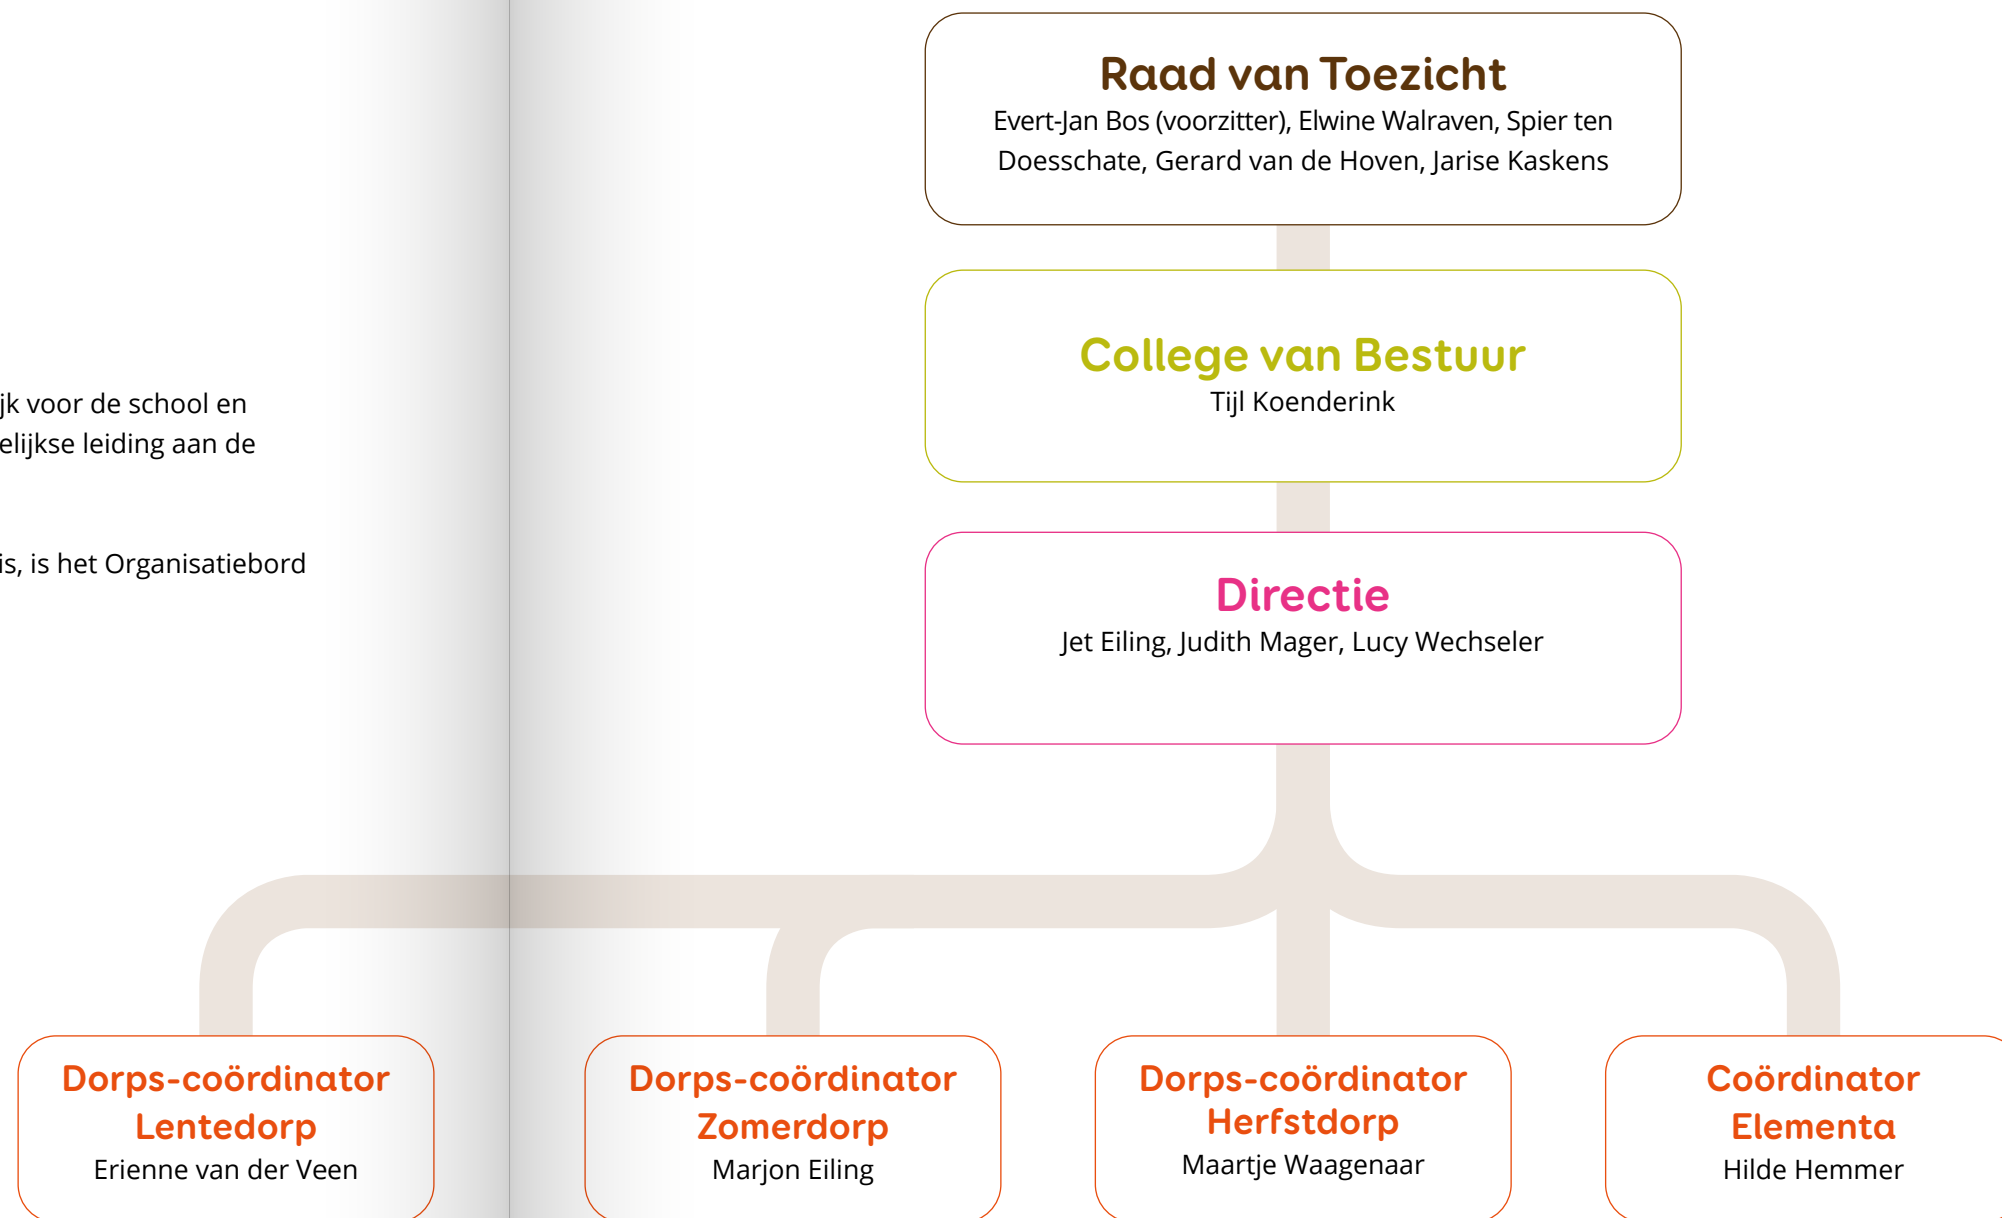 jk voor de school en
elijkse leiding aan de
is, is het Organisatiebord
Raad van Toezicht
Evert-Jan Bos (voorzitter), Elwine Walraven, Spier ten
Doesschate, Gerard van de Hoven, Jarise Kaskens
College van Bestuur
Tijl Koenderink
Directie
Jet Eiling, Judith Mager, Lucy Wechseler
Dorps-coördinator
Lentedorp
Erienne van der Veen
Dorps-coördinator
Zomerdorp
Marjon Eiling
Dorps-coördinator
Herfstdorp
Maartje Waagenaar
Coördinator
Elementa
Hilde Hemmer